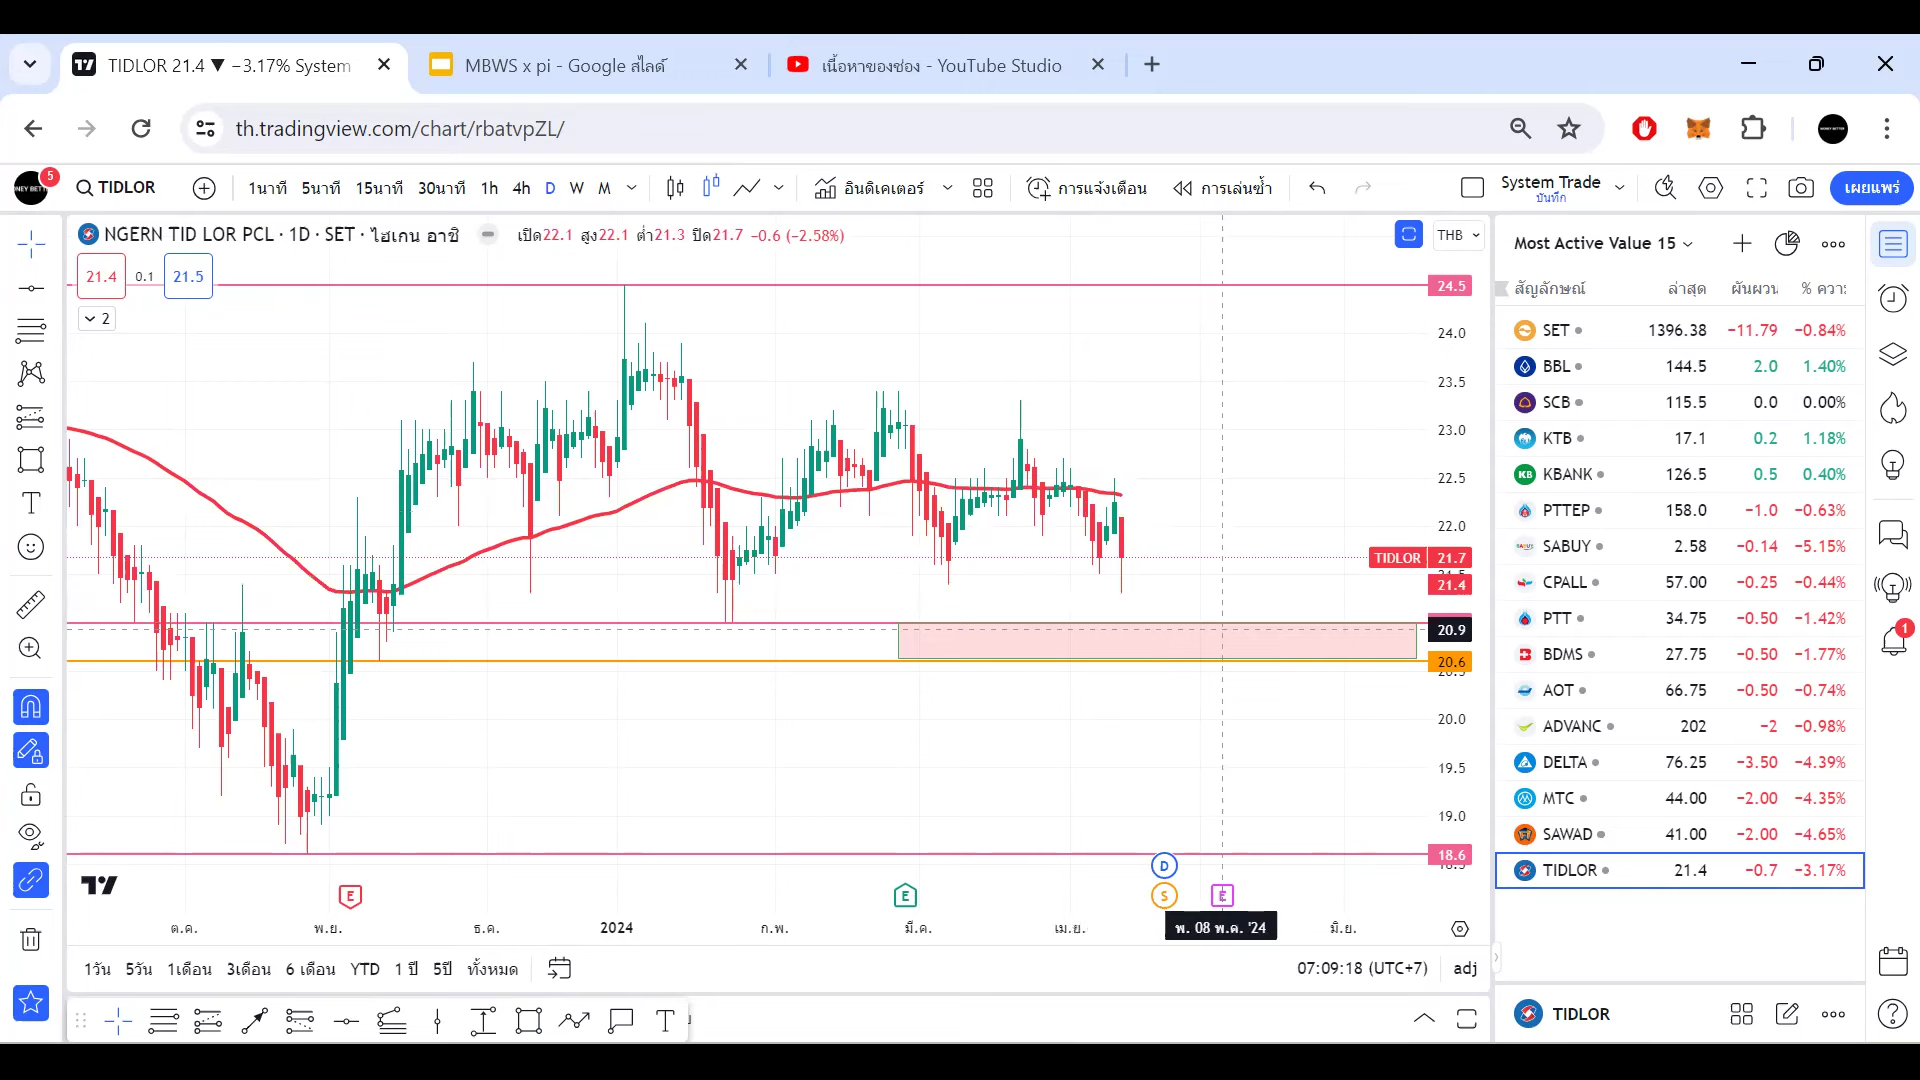 TIDLOR 21.4 ▼ −3.17% System
MBWS x pi - Google สไลด์
เนื้อหาของช่อง - YouTube Studio
th.tradingview.com/chart/rbatvpZL/
5
TIDLOR
1นาที 5นาที 15นาที 30นาที 1h 4h D W M
อินดิเคเตอร์
การแจ้งเตือน
การเล่นซ้ำ
System Trade
บันทึก
เผยแพร่
NGERN TID LOR PCL · 1D · SET · ไฮเกน อาชิ
เปิด22.1 สูง22.1 ต่ำ21.3 ปิด21.7 −0.6 (−2.58%)
THB
21.4 0.1 21.5
2
24.5
24.0
23.5
23.0
22.5
22.0
TIDLOR 21.7
21.4
20.9
20.6
20.0
19.5
19.0
18.6
D
E E S E
ต.ค. พ.ย. ธ.ค. 2024 ก.พ. มี.ค. เม.ย. พ. 08 พ.ค. '24 มิ.ย.
1วัน 5วัน 1เดือน 3เดือน 6 เดือน YTD 1 ปี 5ปี ทั้งหมด
07:09:18 (UTC+7) adj
Most Active Value 15
สัญลักษณ์ ล่าสุด ผันผวน
SET 1396.38 −11.79 −0.84%
BBL 144.5 2.0 1.40%
SCB 115.5 0.0 0.00%
KTB 17.1 0.2 1.18%
KB KBANK 126.5 0.5 0.40%
PTTEP 158.0 −1.0 −0.63%
SABUY 2.58 −0.14 −5.15%
CPALL 57.00 −0.25 −0.44%
PTT 34.75 −0.50 −1.42%
BDMS 27.75 −0.50 −1.77%
AOT 66.75 −0.50 −0.74%
ADVANC 202 −2 −0.98%
DELTA 76.25 −3.50 −4.39%
MTC 44.00 −2.00 −4.35%
SAWAD 41.00 −2.00 −4.65%
TIDLOR 21.4 −0.7 −3.17%
TIDLOR
1